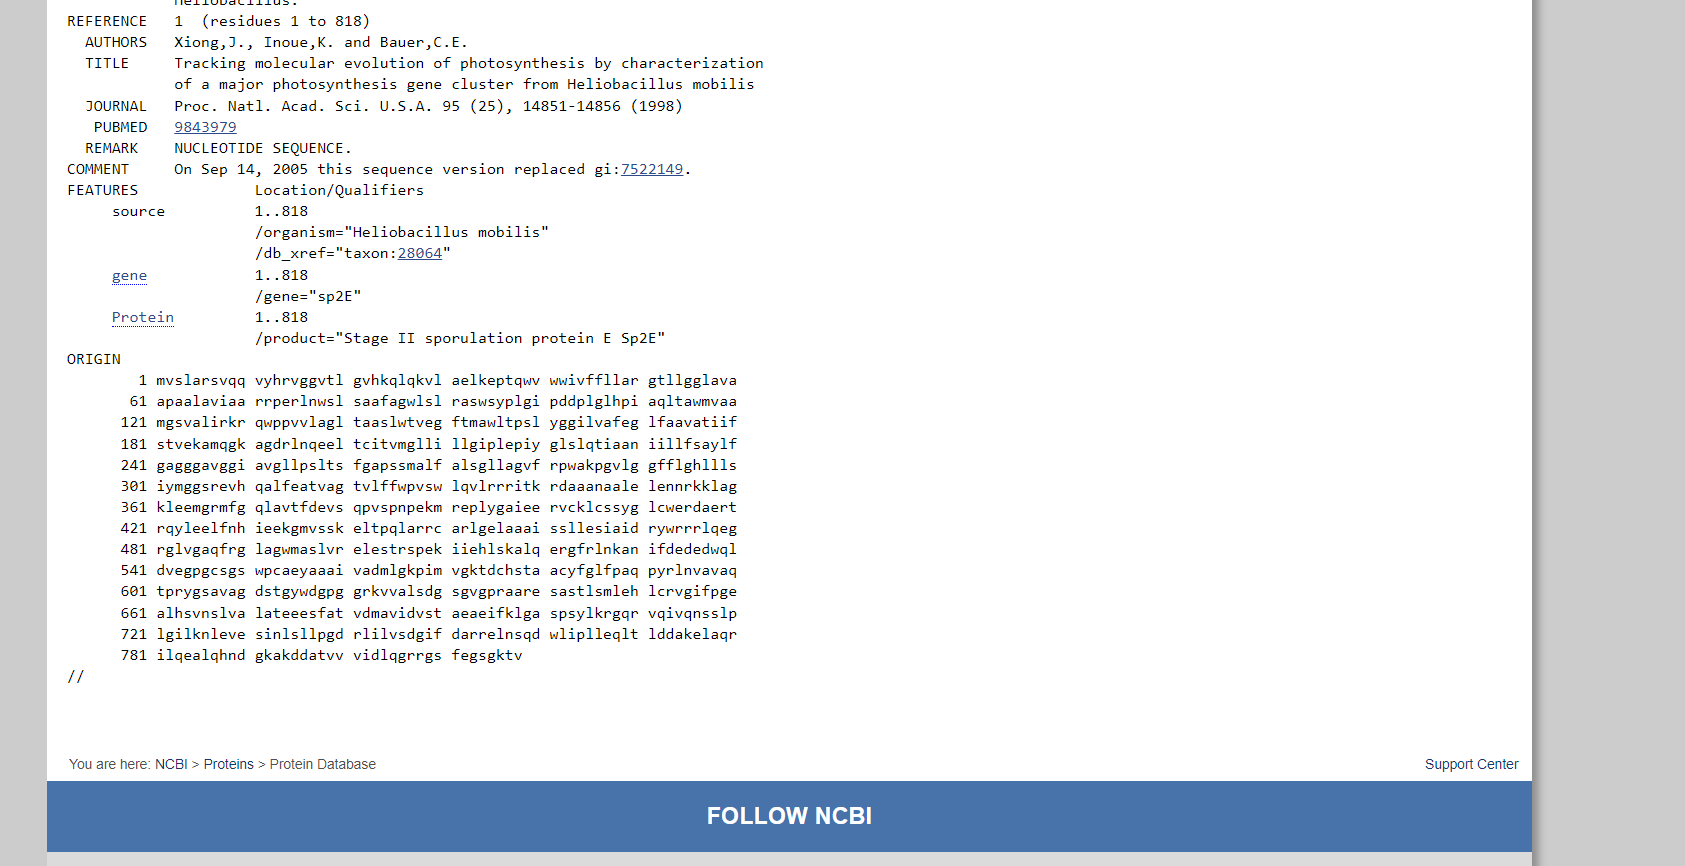 Heliobacillus.
REFERENCE 1 (residues 1 to 818)
AUTHORS Xiong,J., Inoue,K. and Bauer,C.E.
TITLE Tracking molecular evolution of photosynthesis by characterization
of a major photosynthesis gene cluster from Heliobacillus mobilis
JOURNAL Proc. Natl. Acad. Sci. U.S.A. 95 (25), 14851-14856 (1998)
PUBMED 9843979
REMARK NUCLEOTIDE SEQUENCE.
COMMENT On Sep 14, 2005 this sequence version replaced gi:7522149.
FEATURES Location/Qualifiers
source 1..818
/organism="Heliobacillus mobilis"
/db_xref="taxon:28064"
gene 1..818
/gene="sp2E"
Protein 1..818
/product="Stage II sporulation protein E Sp2E"
ORIGIN
1 mvslarsvqq vyhrvggvtl gvhkqlqkvl aelkeptqwv wwivffllar gtllgglava
61 apaalaviaa rrperlnwsl saafagwlsl raswsyplgi pddplglhpi aqltawmvaa
121 mgsvalirkr qwppvvlagl taaslwtveg ftmawltpsl yggilvafeg lfaavatiif
181 stvekamqgk agdrlnqeel tcitvmglli llgiplepiy glslqtiaan iillfsaylf
241 gagggavggi avgllpslts fgapssmalf alsgllagvf rpwakpgvlg gfflghllls
301 iymggsrevh qalfeatvag tvlffwpvsw lqvlrrritk rdaaanaale lennrkklag
361 kleemgrmfg qlavtfdevs qpvspnpekm replygaiee rvcklcssyg lcwerdaert
421 rqyleelfnh ieekgmvssk eltpqlarrc arlgelaaai ssllesiaid rywrrrlqeg
481 rglvgaqfrg lagwmaslvr elestrspek iiehlskalq ergfrlnkan ifdededwql
541 dvegpgcsgs wpcaeyaaai vadmlgkpim vgktdchsta acyfglfpaq pyrlnvavaq
601 tprygsavag dstgywdgpg grkvvalsdg sgvgpraare sastlsmleh lcrvgifpge
661 alhsvnslva lateeesfat vdmavidvst aeaeifklga spsylkrgqr vqivqnsslp
721 lgilknleve sinlsllpgd rlilvsdgif darrelnsqd wliplleqlt lddakelaqr
781 ilqealqhnd gkakddatvv vidlqgrrgs fegsgktv
//
You are here: NCBI > Proteins > Protein Database
Support Center
FOLLOW NCBI